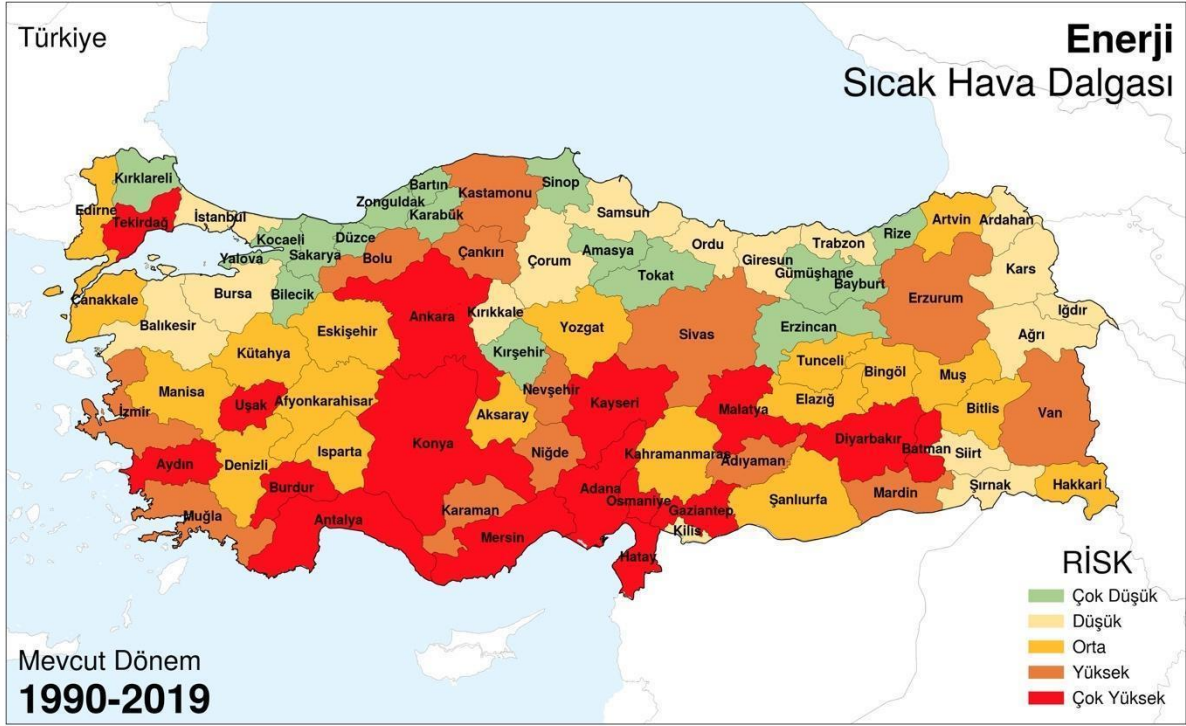 Türkiye
Enerji
Sıcak Hava Dalgası
Kırklareli
Edirne
Tekirdağ
İstanbul
Kocaeli
Yalova
Sakarya
Düzce
Zonguldak
Bartın
Karabük
Kastamonu
Sinop
Samsun
Ordu
Giresun
Trabzon
Rize
Artvin
Ardahan
Çanakkale
Balıkesir
Bursa
Bilecik
Bolu
Çankırı
Çorum
Amasya
Tokat
Gümüşhane
Bayburt
Erzurum
Kars
Iğdır
Ağrı
Kütahya
Eskişehir
Ankara
Kırıkkale
Kırşehir
Yozgat
Sivas
Erzincan
Tunceli
Bingöl
Muş
Manisa
İzmir
Uşak
Afyonkarahisar
Konya
Aksaray
Nevşehir
Kayseri
Malatya
Elazığ
Bitlis
Van
Aydın
Denizli
Isparta
Burdur
Niğde
Kahramanmaraş
Adıyaman
Diyarbakır
Batman
Siirt
Şırnak
Hakkari
Muğla
Antalya
Karaman
Mersin
Adana
Osmaniye
Gaziantep
Kilis
Hatay
Şanlıurfa
Mardin
RİSK
Çok Düşük
Düşük
Orta
Yüksek
Çok Yüksek
Mevcut Dönem
1990-2019